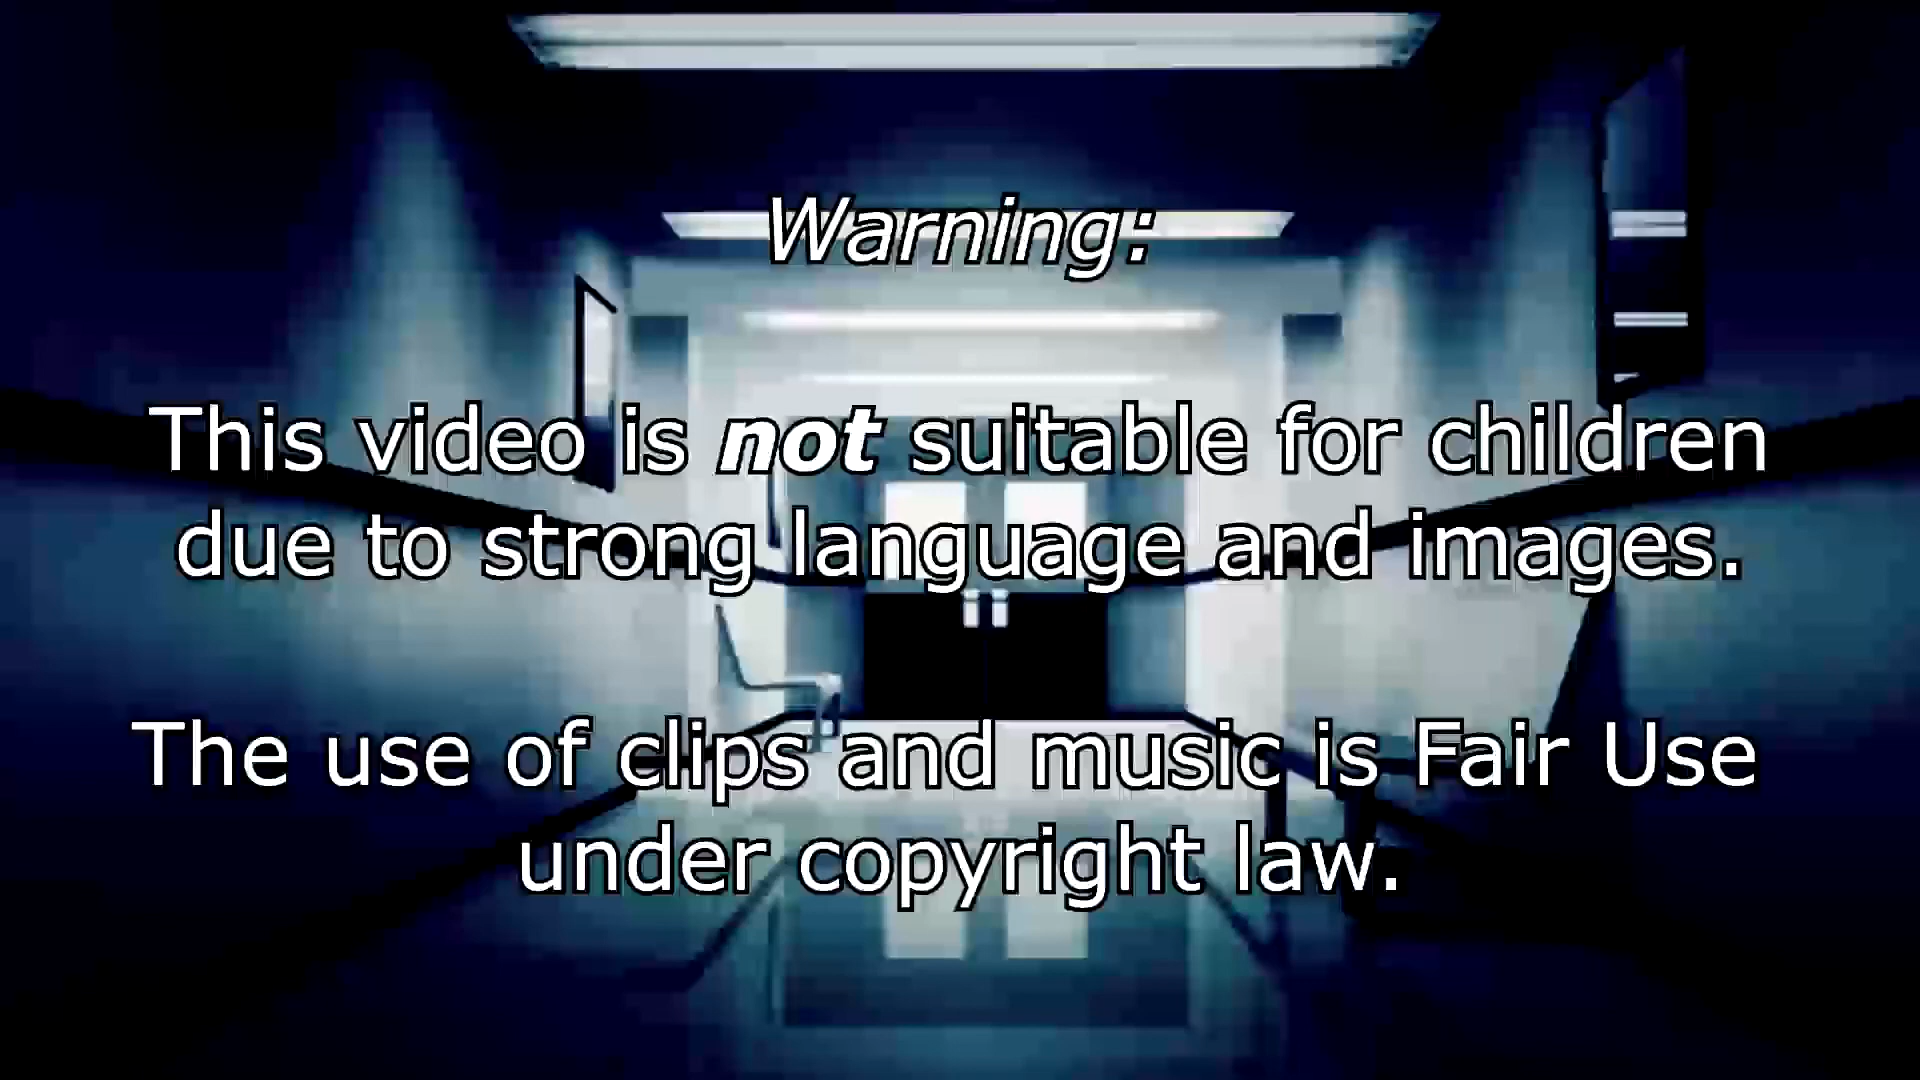 Warning:
This video is not suitable for children
due to strong language and images.
The use of clips and music is Fair Use
under copyright law.